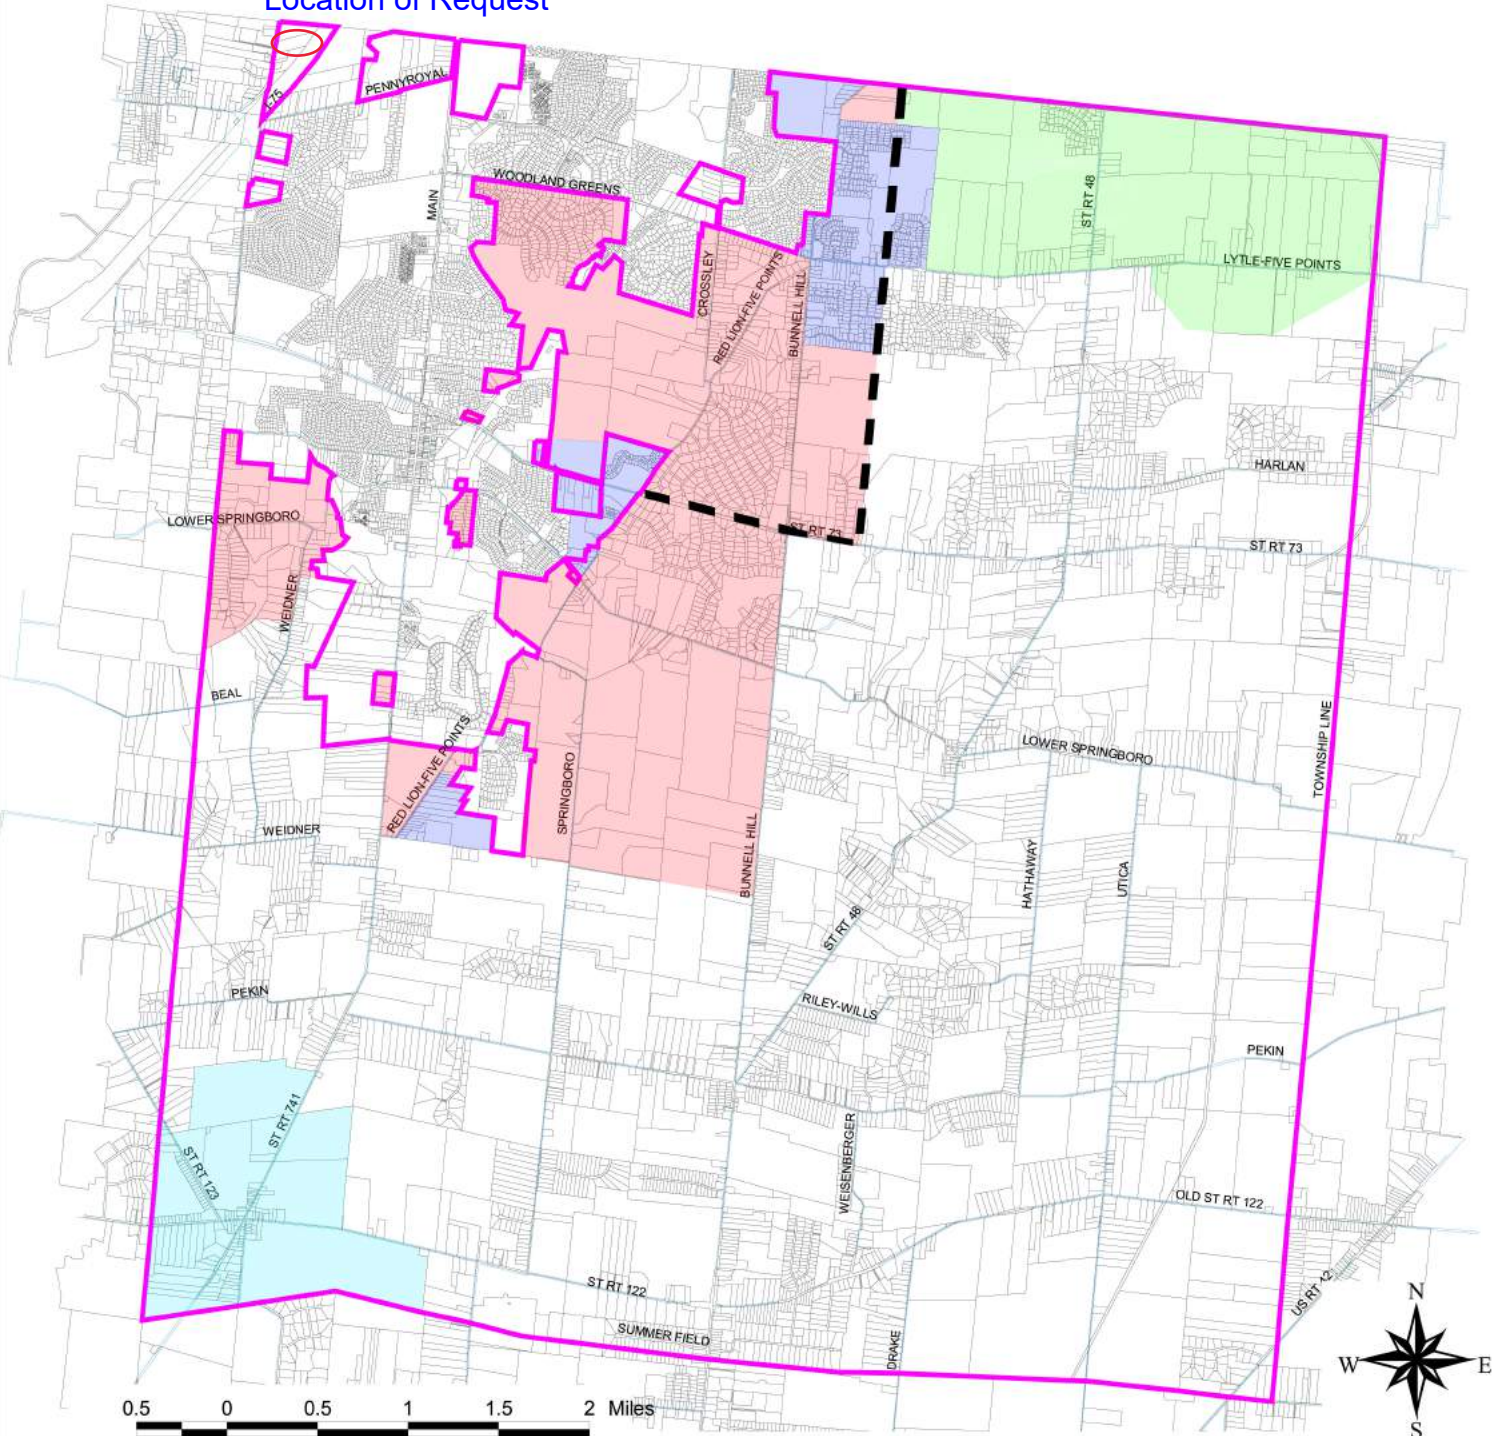 Location of Request
I-75
PENNYROYAL
WOODLAND GREENS
MAIN
ST RT 48
LYTLE-FIVE POINTS
CROSSLEY
RED LION-FIVE POINTS
BUNNELL HILL
HARLAN
LOWER SPRINGBORO
ST RT 73
ST RT 73
WEIDNER
BEAL
RED LION-FIVE POINTS
LOWER SPRINGBORO
TOWNSHIP LINE
SPRINGBORO
WEIDNER
BUNNELL HILL
HATHAWAY
UTICA
ST RT 48
PEKIN
RILEY-WILLS
PEKIN
ST RT 741
ST RT 123
WEISENBERGER
OLD ST RT 122
ST RT 122
US RT 42
SUMMER FIELD
DRAKE
N
W E
S
0.5 0 0.5 1 1.5 2 Miles